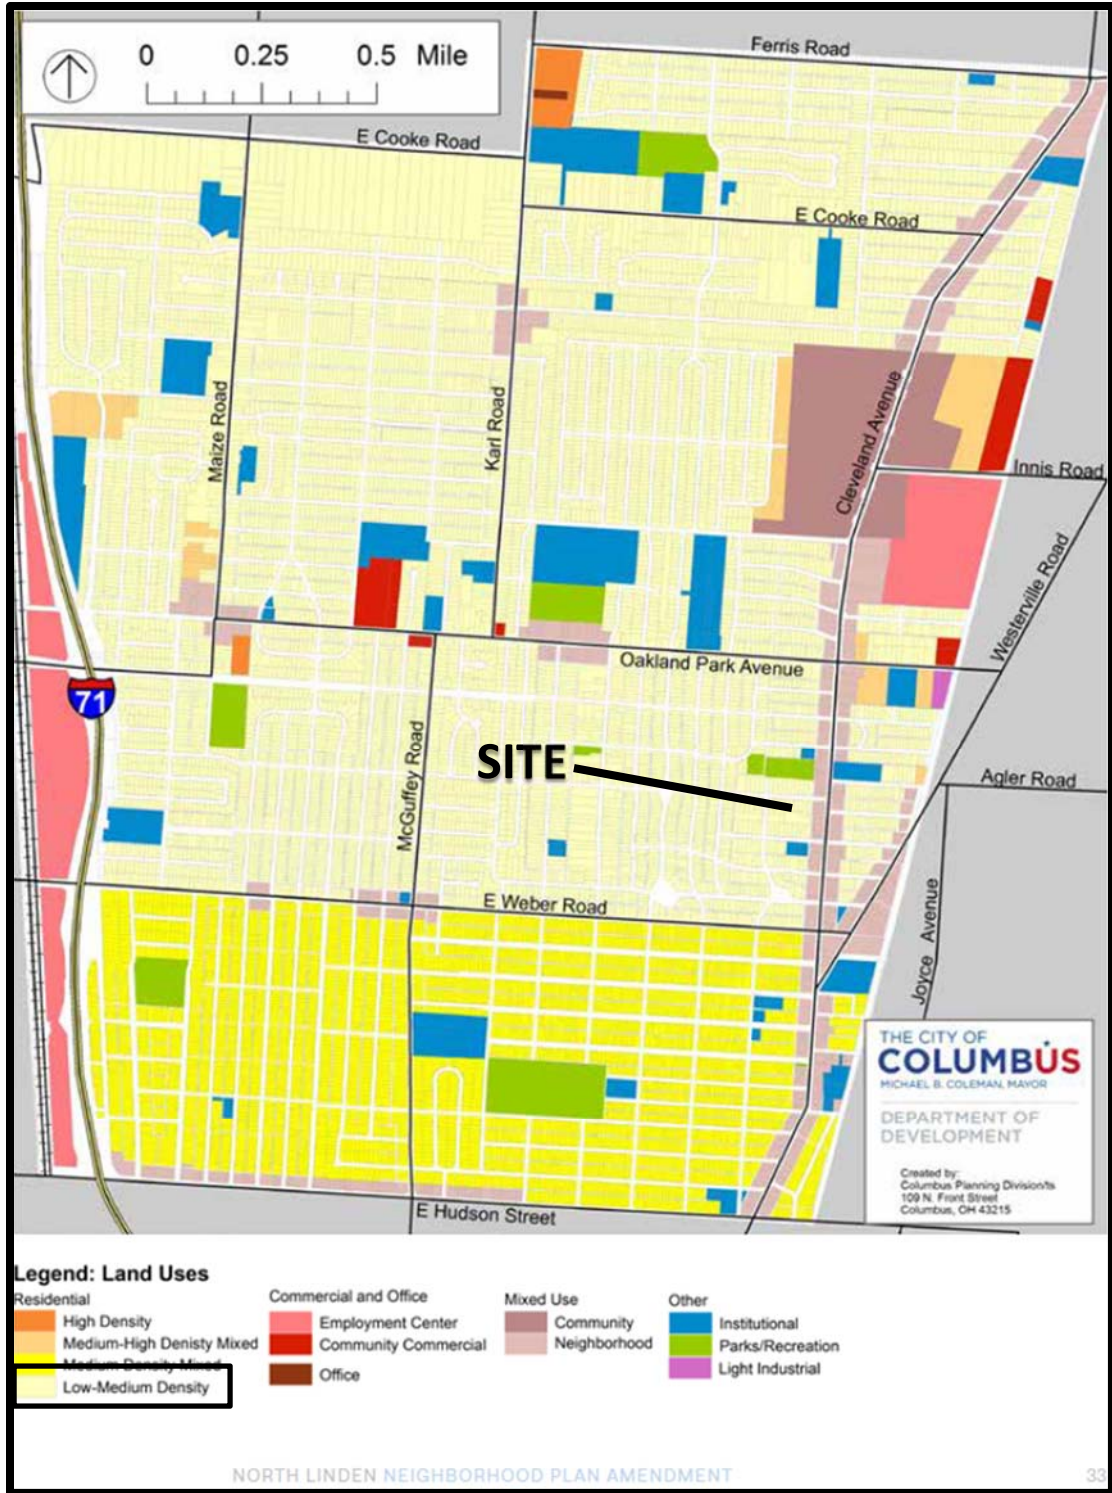 0 0.25 0.5 Mile
Ferris Road
E Cooke Road
E Cooke Road
Maize Road
Karl Road
Cleveland Avenue
Innis Road
Westerville Road
Oakland Park Avenue
71
McGuffey Road
SITE
Agler Road
E Weber Road
Joyce Avenue
E Hudson Street
THE CITY OF
COLUMBUS
MICHAEL B. COLEMAN, MAYOR
DEPARTMENT OF
DEVELOPMENT
Created by:
Columbus Planning Division/ts
109 N. Front Street
Columbus, OH 43215
Legend: Land Uses
Residential
High Density
Medium-High Denisty Mixed
Medium Density Mixed
Low-Medium Density
Commercial and Office
Employment Center
Community Commercial
Office
Mixed Use
Community
Neighborhood
Other
Institutional
Parks/Recreation
Light Industrial
NORTH LINDEN NEIGHBORHOOD PLAN AMENDMENT 33